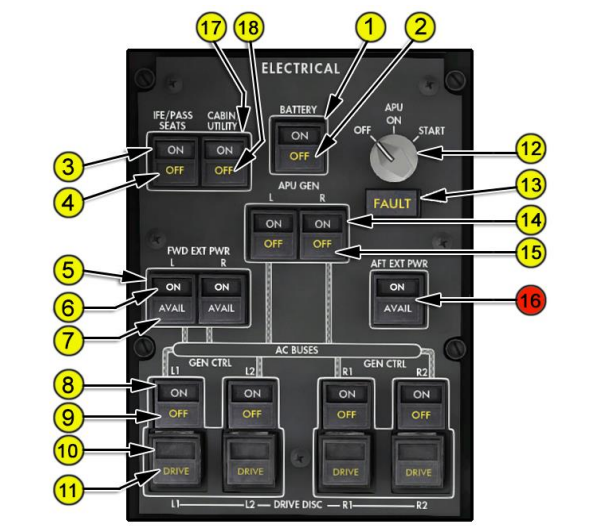 17 18 1 2
ELECTRICAL
IFE/PASS SEATS
CABIN UTILITY
BATTERY
APU
ON
OFF
START
3 ON ON
4 OFF OFF
ON
OFF
12
FAULT 13
APU GEN
L R
ON ON 14
OFF OFF 15
FWD EXT PWR
L R
5
6 ON ON
7 AVAIL AVAIL
AFT EXT PWR
ON
AVAIL 16
AC BUSES
GEN CTRL GEN CTRL
L1 L2 R1 R2
8 ON ON ON ON
9 OFF OFF OFF OFF
10
11 DRIVE DRIVE DRIVE DRIVE
L1 L2 DRIVE DISC R1 R2